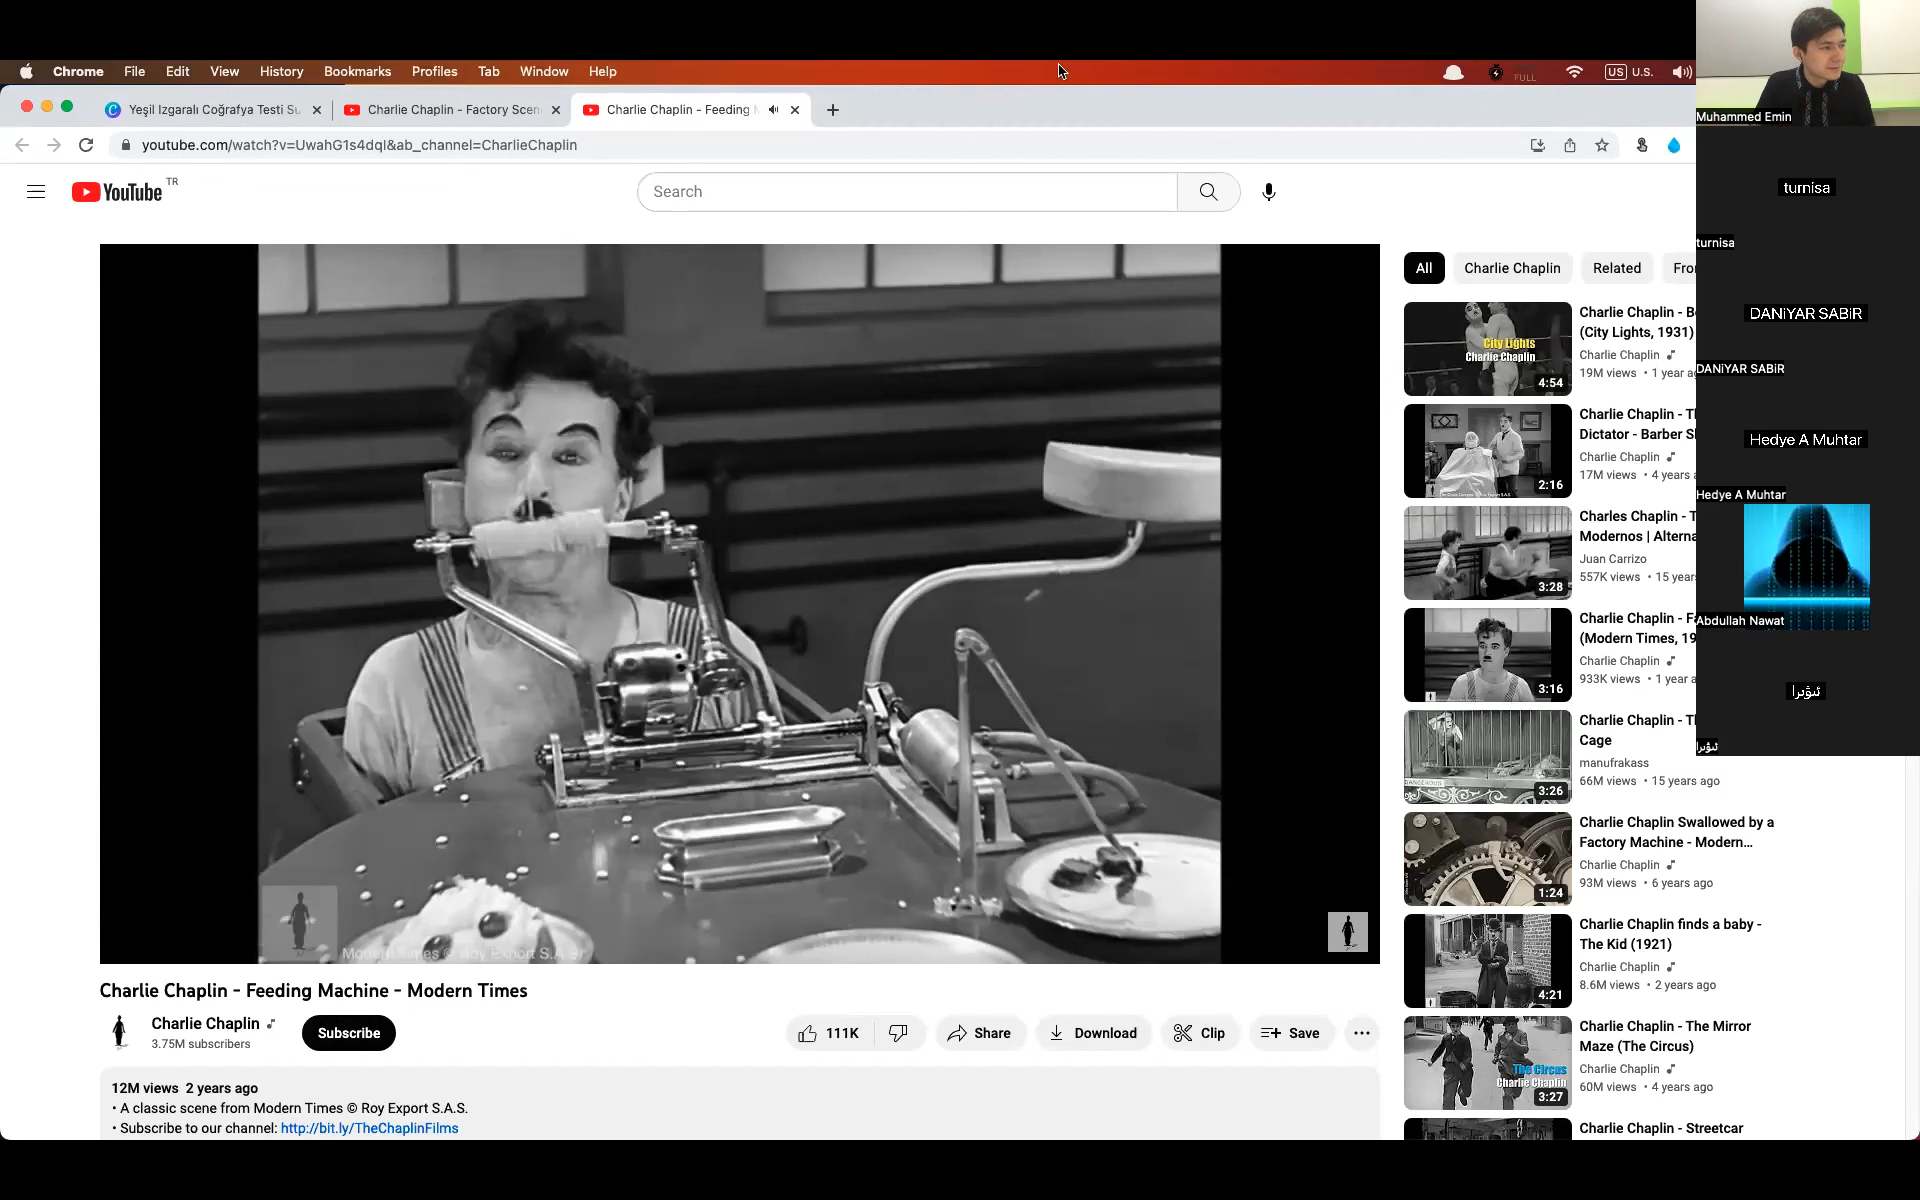 Chrome File Edit View History Bookmarks Profiles Tab Window Help
FULL
US U.S.
Yeşil Izgaralı Coğrafya Testi Su
Charlie Chaplin - Factory Scen
Charlie Chaplin - Feeding
youtube.com/watch?v=UwahG1s4dqI&ab_channel=CharlieChaplin
YouTube TR
Search
All
Charlie Chaplin
Related
City Lights
Charlie Chaplin
4:54
Charlie Chaplin -
(City Lights, 1931)
Charlie Chaplin
19M views • 1 year
2:16
Charlie Chaplin -
Dictator - Barber
Charlie Chaplin
17M views • 4 years
3:28
Charles Chaplin -
Modernos |
Juan Carrizo
557K views • 15 years
3:16
Charlie Chaplin -
(Modern Times,
Charlie Chaplin
933K views • 1 year
3:26
Charlie Chaplin -
Cage
manufrakass
66M views • 15 years ago
1:24
Charlie Chaplin Swallowed by a
Factory Machine - Modern...
Charlie Chaplin
93M views • 6 years ago
4:21
Charlie Chaplin finds a baby -
The Kid (1921)
Charlie Chaplin
8.6M views • 2 years ago
The Circus
Charlie Chaplin
3:27
Charlie Chaplin - The Mirror
Maze (The Circus)
Charlie Chaplin
60M views • 4 years ago
Charlie Chaplin - Streetcar
Modern Times © Roy Export S.A.S
Charlie Chaplin - Feeding Machine - Modern Times
Charlie Chaplin
3.75M subscribers
Subscribe
111K
Share
Download
Clip
Save
12M views 2 years ago
• A classic scene from Modern Times © Roy Export S.A.S.
• Subscribe to our channel: http://bit.ly/TheChaplinFilms
Muhammed Emin
turnisa
turnisa
DANiYAR SABiR
DANiYAR SABiR
Hedye A Muhtar
Hedye A Muhtar
Abdullah Nawat
ئۇبرا
ئۇبرا